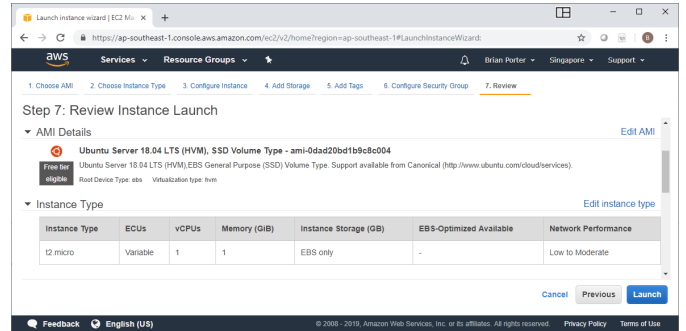 Launch instance wizard | EC2 Ma
https://ap-southeast-1.console.aws.amazon.com/ec2/v2/home?region=ap-southeast-1#LaunchInstanceWizard:
B
aws Services Resource Groups Brian Porter Singapore Support
1. Choose AMI 2. Choose Instance Type 3. Configure Instance 4. Add Storage 5. Add Tags 6. Configure Security Group 7. Review
Step 7: Review Instance Launch
AMI Details Edit AMI
Ubuntu Server 18.04 LTS (HVM), SSD Volume Type - ami-0dad20bd1b9c8c004
Free tier eligible
Ubuntu Server 18.04 LTS (HVM),EBS General Purpose (SSD) Volume Type. Support available from Canonical (http://www.ubuntu.com/cloud/services).
Root Device Type: ebs Virtualization type: hvm
Instance Type Edit instance type
Instance Type ECUs vCPUs Memory (GiB) Instance Storage (GB) EBS-Optimized Available Network Performance
t2.micro Variable 1 1 EBS only - Low to Moderate
Cancel Previous Launch
Feedback English (US) © 2008 - 2019, Amazon Web Services, Inc. or its affiliates. All rights reserved. Privacy Policy Terms of Use